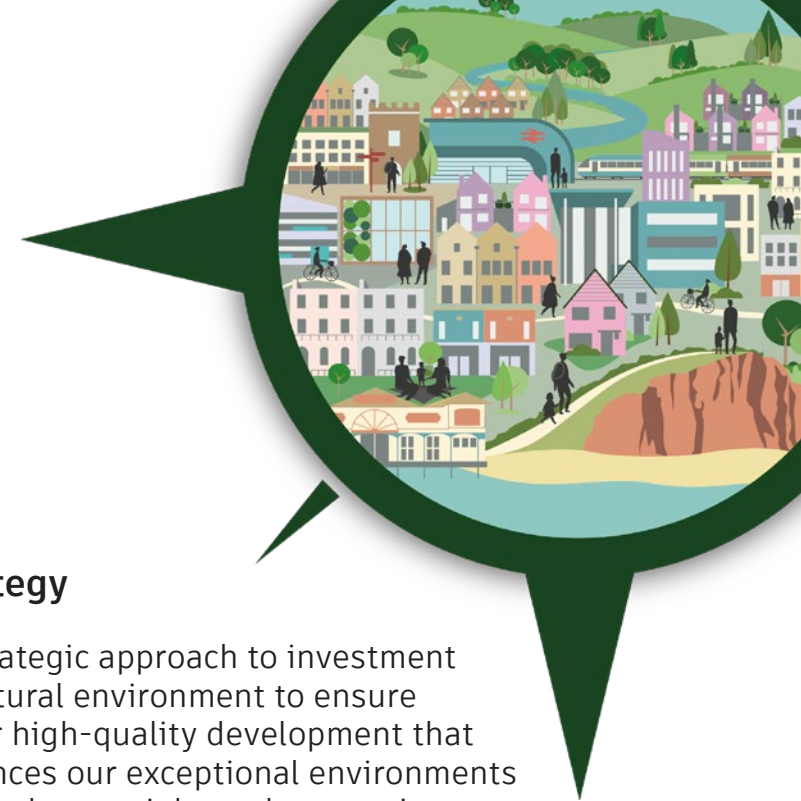 tegy
ategic approach to investment
tural environment to ensure
r high-quality development that
nces our exceptional environments